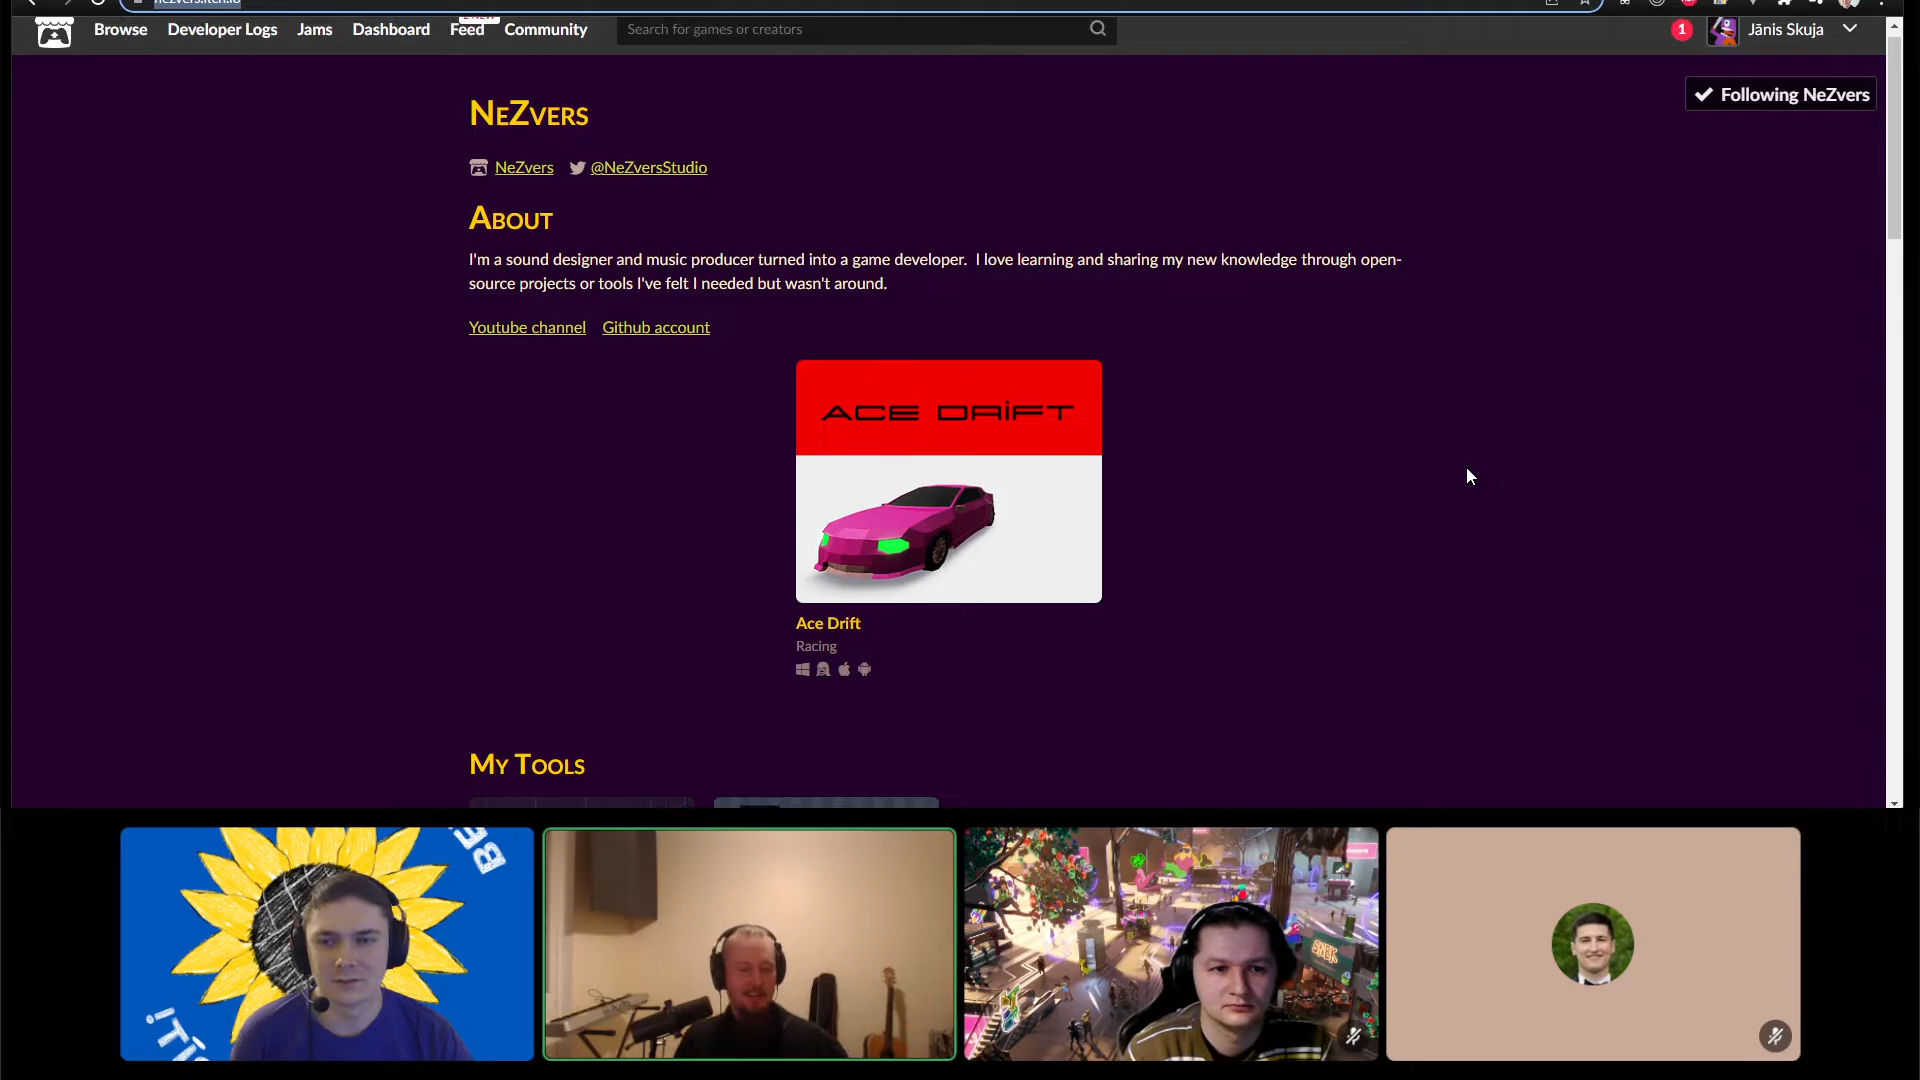 nezvers.itch.io
Browse Developer Logs Jams Dashboard Feed Community Search for games or creators 1 Jānis Skuja
Following NeZvers
NeZvers
NeZvers @NeZversStudio
About
I'm a sound designer and music producer turned into a game developer. I love learning and sharing my new knowledge through open-
source projects or tools I've felt I needed but wasn't around.
Youtube channel Github account
ACE DRiFT
Ace Drift
Racing
My Tools